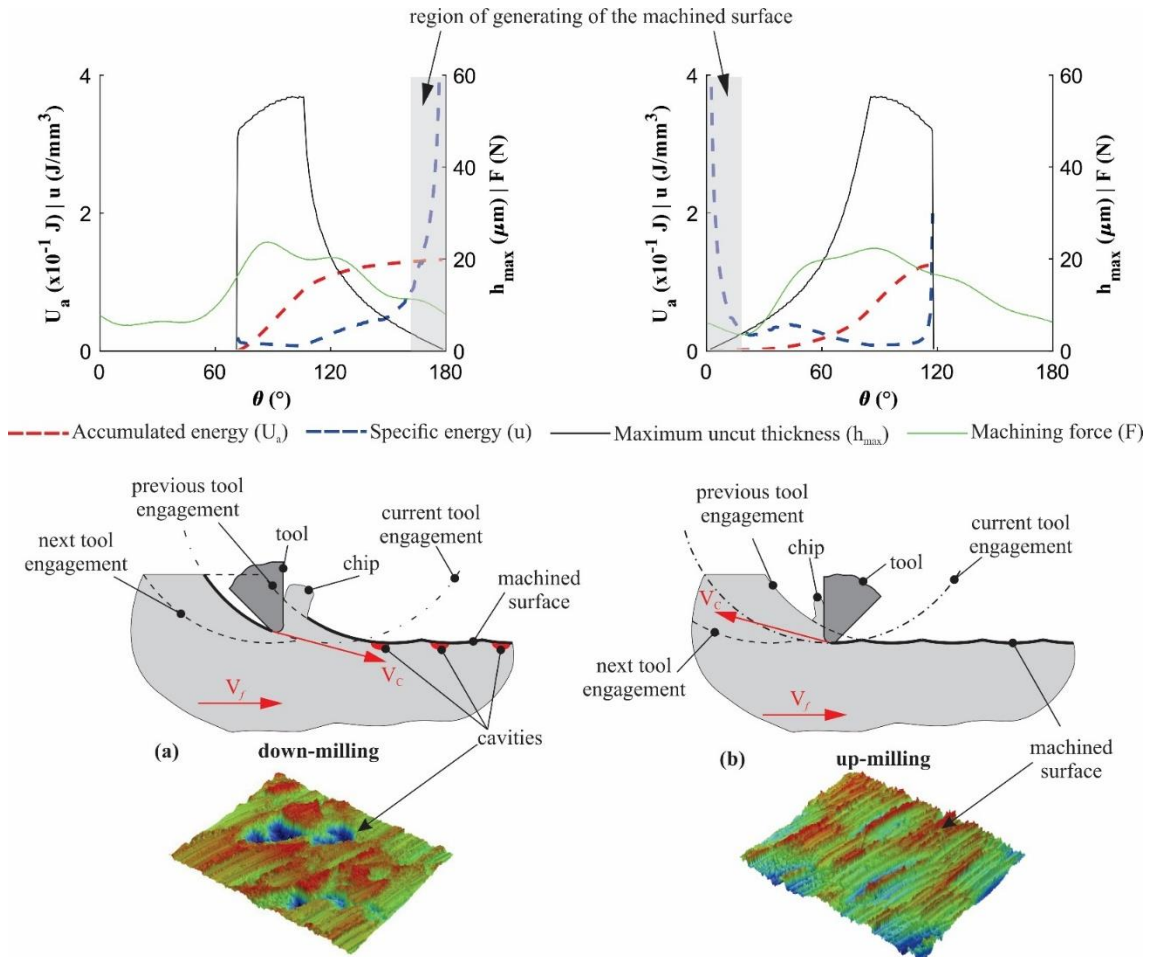 region of generating of the machined surface
4
2
0
U_a (x10^-1 J) | u (J/mm^3)
60
40
20
0
h_max (μm) | F (N)
0 60 120 180
θ (°)
4
2
0
U_a (x10^-1 J) | u (J/mm^3)
60
40
20
0
h_max (μm) | F (N)
0 60 120 180
θ (°)
Accumulated energy (U_a) Specific energy (u) Maximum uncut thickness (h_max) Machining force (F)
previous tool
engagement
tool
next tool
engagement
current tool
engagement
chip
machined
surface
V_c
V_f
cavities
(a) down-milling
previous tool
engagement
chip
current tool
engagement
tool
V_c
next tool
engagement
V_f
machined
surface
(b) up-milling